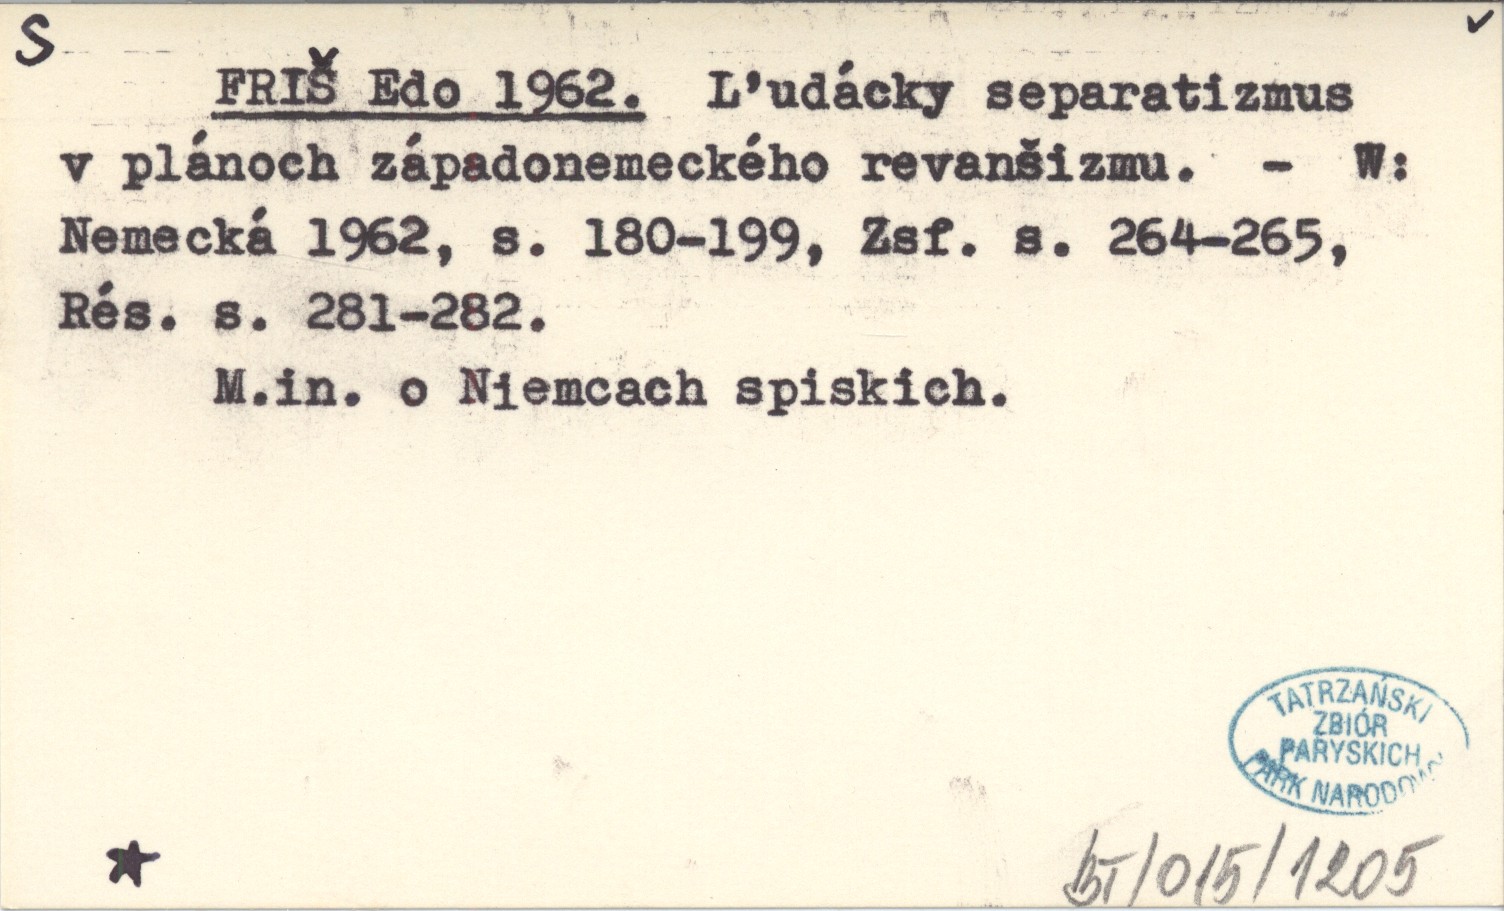 S ✓
FRIŠ Edo 1962. L'udácky separatizmus
v plánoch západonemeckého revanšizmu. - W:
Nemecká 1962, s. 180-199, Zsf. s. 264-265,
Rés. s. 281-282.
M.in. o Niemcach spiskich.
TATRZAŃSKI
ZBIÓR
PARYSKICH
PARK NARODOWY
BT/015/1205